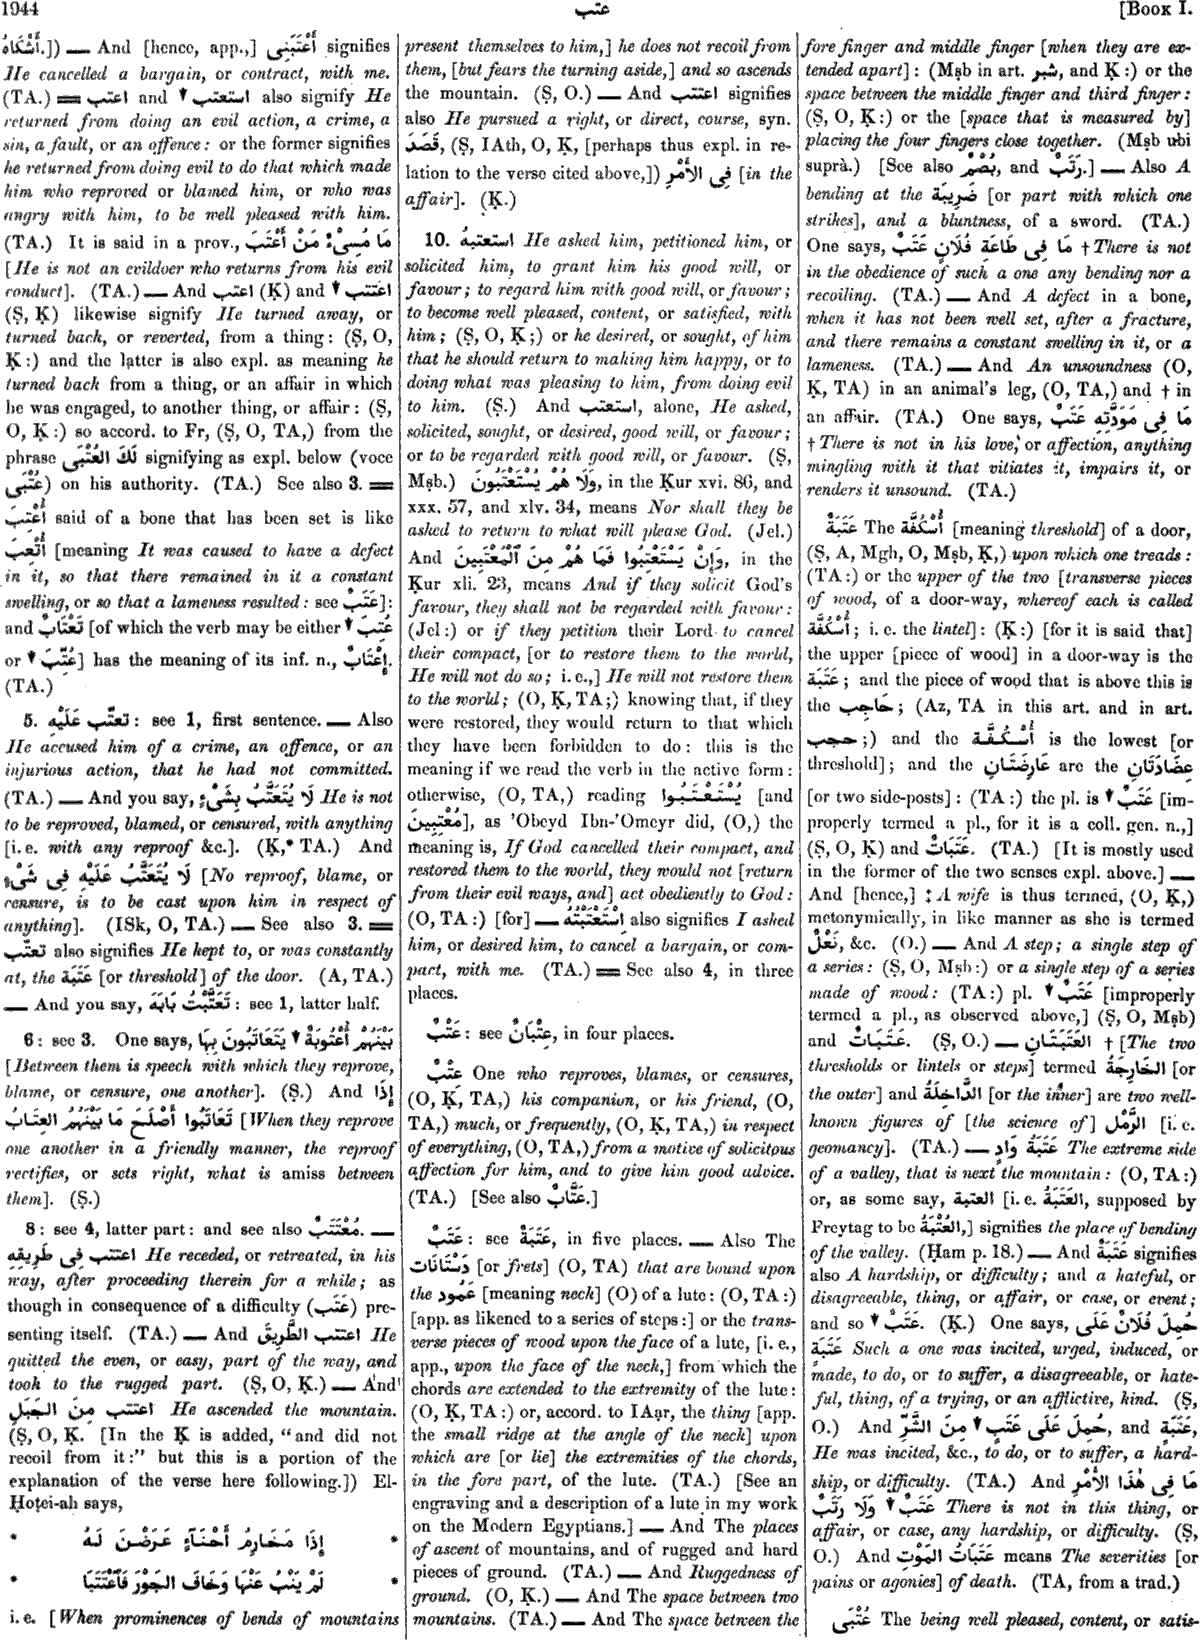 1944
عتب
[Book I.
أَشْكَاهُ.]) — And [hence, app.,] أَعْتَبَنِى signifies
He cancelled a bargain, or contract, with me.
(TA.) ═ اعتب and ▼ استعتب also signify He
returned from doing an evil action, a crime, a
sin, a fault, or an offence: or the former signifies
he returned from doing evil to do that which made
him who reproved or blamed him, or who was
angry with him, to be well pleased with him.
(TA.) It is said in a prov., مَا مُسِىْءٌ مَنْ أَعْتَبَ
[He is not an evildoer who returns from his evil
conduct]. (TA.) — And اعتب (Ḳ) and ▼ اعتتب
(Ṣ, Ḳ) likewise signify He turned away, or
turned back, or reverted, from a thing: (Ṣ, O,
Ḳ:) and the latter is also expl. as meaning he
turned back from a thing, or an affair in which
he was engaged, to another thing, or affair: (Ṣ,
O, Ḳ:) so accord. to Fr, (Ṣ, O, TA,) from the
phrase لَكَ العُتْبَى signifying as expl. below (voce
عُتْبَى) on his authority. (TA.) See also 3. ═
أُعْتِبَ said of a bone that has been set is like
أُتْعِبَ [meaning It was caused to have a defect
in it, so that there remained in it a constant
swelling, or so that a lameness resulted: see عَتَبٌ]:
and تَعْتَابٌ [of which the verb may be either ▼ عُتِبَ
or ▼ عُتِّبَ] has the meaning of its inf. n., إِعْتَابٌ.
(TA.)
5. تعتّب عَلَيْهِ: see 1, first sentence. — Also
He accused him of a crime, an offence, or an
injurious action, that he had not committed.
(TA.) — And you say, لَا يُتَعَتَّبُ بِشَىْءٍ He is not
to be reproved, blamed, or censured, with anything
[i. e. with any reproof &c.]. (Ḳ,* TA.) And
لَا يُتَعَتَّبُ عَلَيْهِ فِى شَىْءٍ [No reproof, blame, or
censure, is to be cast upon him in respect of
anything]. (ISk, O, TA.) — See also 3. ═
تعتّب also signifies He kept to, or was constantly
at, the عَتَبَة [or threshold] of the door. (A, TA.)
— And you say, تَعَتَّبْتُ بَابَهُ: see 1, latter half.
6: see 3. One says, بَيْنَهُمْ أُعْتُوبَةٌ ▼ يَتَعَاتَبُونَ بِهَا
[Between them is speech with which they reprove,
blame, or censure, one another]. (Ṣ.) And إِذَا
تَعَاتَبُوا أَصْلَحَ مَا بَيْنَهُمُ العِتَابُ [When they reprove
one another in a friendly manner, the reproof
rectifies, or sets right, what is amiss between
them]. (Ṣ.)
8: see 4, latter part: and see also مُعْتَتَبٌ. —
اعتتب فِى طَرِيقِهِ He receded, or retreated, in his
way, after proceeding therein for a while; as
though in consequence of a difficulty (عَتَب) pre-
senting itself. (TA.) — And اعتتب الطَّرِيقَ He
quitted the even, or easy, part of the way, and
took to the rugged part. (Ṣ, O, Ḳ.) — And
اعتتب مِنَ الجَبَلِ He ascended the mountain.
(Ṣ, O, Ḳ. [In the Ḳ is added, "and did not
recoil from it:" but this is a portion of the
explanation of the verse here following.]) El-
Ḥoṭei-ah says,
* إِذَا مَخَارِمُ أَحْنَآءٍ عَرَضْنَ لَهُ *
* لَمْ يَنْبُ عَنْهَا وَخَافَ الجَوْرَ فَٱعْتَتَبَا *
i. e. [When prominences of bends of mountains
present themselves to him,] he does not recoil from
them, [but fears the turning aside,] and so ascends
the mountain. (Ṣ, O.) — And اعتتب signifies
also He pursued a right, or direct, course, syn.
قَصَدَ, (Ṣ, IAth, O, Ḳ, [perhaps thus expl. in re-
lation to the verse cited above,]) فِى الأَمْرِ [in the
affair]. (Ḳ.)
10. استعتبهُ He asked him, petitioned him, or
solicited him, to grant him his good will, or
favour; to regard him with good will, or favour;
to become well pleased, content, or satisfied, with
him; (Ṣ, O, Ḳ;) or he desired, or sought, of him
that he should return to making him happy, or to
doing what was pleasing to him, from doing evil
to him. (Ṣ.) And استعتب, alone, He asked,
solicited, sought, or desired, good will, or favour;
or to be regarded with good will, or favour. (Ṣ,
Mṣb.) وَلَا هُمْ يُسْتَعْتَبُونَ, in the Ḳur xvi. 86, and
xxx. 57, and xlv. 34, means Nor shall they be
asked to return to what will please God. (Jel.)
And وَإِنْ يَسْتَعْتِبُوا فَمَا هُمْ مِنَ ٱلْمُعْتَبِينَ, in the
Ḳur xli. 23, means And if they solicit God's
favour, they shall not be regarded with favour:
(Jel:) or if they petition their Lord to cancel
their compact, [or to restore them to the world,
He will not do so; i. e.,] He will not restore them
to the world; (O, Ḳ, TA;) knowing that, if they
were restored, they would return to that which
they have been forbidden to do: this is the
meaning if we read the verb in the active form:
otherwise, (O, TA,) reading يُسْتَعْتَبُوا [and
مُعْتِبِينَ], as 'Obeyd Ibn-'Omeyr did, (O,) the
meaning is, If God cancelled their compact, and
restored them to the world, they would not [return
from their evil ways, and] act obediently to God:
(O, TA:) [for] — اِسْتَعْتَبْتُهُ also signifies I asked
him, or desired him, to cancel a bargain, or com-
pact, with me. (TA.) ═ See also 4, in three
places.
عَتْبٌ: see عِتْبَانٌ, in four places.
عِتْبٌ One who reproves, blames, or censures,
(O, Ḳ, TA,) his companion, or his friend, (O,
TA,) much, or frequently, (O, Ḳ, TA,) in respect
of everything, (O, TA,) from a motive of solicitous
affection for him, and to give him good advice.
(TA.) [See also عَتَّابٌ.]
عَتَبٌ: see عَتَبَةٌ, in five places. — Also The
دَسْتَانَات [or frets] (O, TA) that are bound upon
the عَمُود [meaning neck] (O) of a lute: (O, TA:)
[app. as likened to a series of steps:] or the trans-
verse pieces of wood upon the face of a lute, [i. e.,
app., upon the face of the neck,] from which the
chords are extended to the extremity of the lute:
(O, Ḳ, TA:) or, accord. to IAạr, the thing [app.
the small ridge at the angle of the neck] upon
which are [or lie] the extremities of the chords,
in the fore part, of the lute. (TA.) [See an
engraving and a description of a lute in my work
on the Modern Egyptians.] — And The places
of ascent of mountains, and of rugged and hard
pieces of ground. (TA.) — And Ruggedness of
ground. (O, Ḳ.) — And The space between two
mountains. (TA.) — And The space between the
fore finger and middle finger [when they are ex-
tended apart]: (Mṣb in art. شبر, and Ḳ:) or the
space between the middle finger and third finger:
(Ṣ, O, Ḳ:) or the [space that is measured by]
placing the four fingers close together. (Mṣb ubi
suprà.) [See also بُصْمٌ, and رَتَبٌ.] — Also A
bending at the ضَرِيبَة [or part with which one
strikes], and a bluntness, of a sword. (TA.)
One says, مَا فِى طَاعَةِ فُلَانٍ عَتَبٌ † There is not
in the obedience of such a one any bending nor a
recoiling. (TA.) — And A defect in a bone,
when it has not been well set, after a fracture,
and there remains a constant swelling in it, or a
lameness. (TA.) — And An unsoundness (O,
Ḳ, TA) in an animal's leg, (O, TA,) and † in
an affair. (TA.) One says, مَا فِى مَوَدَّتِهِ عَتَبٌ
† There is not in his love, or affection, anything
mingling with it that vitiates it, impairs it, or
renders it unsound. (TA.)
عَتَبَةٌ The أُسْكُفَّة [meaning threshold] of a door,
(Ṣ, A, Mgh, O, Mṣb, Ḳ,) upon which one treads:
(TA:) or the upper of the two [transverse pieces
of wood, of a door-way, whereof each is called
أُسْكُفَّة; i. e. the lintel]: (Ḳ:) [for it is said that]
the upper [piece of wood] in a door-way is the
عَتَبَة; and the piece of wood that is above this is
the حَاجِب; (Az, TA in this art. and in art.
حجب;) and the أُسْكُفَّة is the lowest [or
threshold]; and the عَارِضَتَانِ are the عِضَادَتَانِ
[or two side-posts]: (TA:) the pl. is ▼ عَتَبٌ [im-
properly termed a pl., for it is a coll. gen. n.,]
(Ṣ, O, Ḳ) and عَتَبَاتٌ. (TA.) [It is mostly used
in the former of the two senses expl. above.] —
And [hence,] ‡ A wife is thus termed, (O, Ḳ,)
metonymically, in like manner as she is termed
نَعْلٌ, &c. (O.) — And A step; a single step of
a series: (Ṣ, O, Mṣb:) or a single step of a series
made of wood: (TA:) pl. ▼ عَتَبٌ [improperly
termed a pl., as observed above,] (Ṣ, O, Mṣb)
and عَتَبَاتٌ. (Ṣ, O.) — العَتَبَتَانِ † [The two
thresholds or lintels or steps] termed الخَارِجَةُ [or
the outer] and الدَّاخِلَةُ [or the inner] are two well-
known figures of [the science of] الرَّمْل [i. e.
geomancy]. (TA.) — عَتَبَةُ وَادٍ The extreme side
of a valley, that is next the mountain: (O, TA:)
or, as some say, العتبة [i. e. العَتَبَةُ, supposed by
Freytag to be العُتْبَةُ,] signifies the place of bending
of the valley. (Ḥam p. 18.) — And عَتَبَةٌ signifies
also A hardship, or difficulty; and a hateful, or
disagreeable, thing, or affair, or case, or event;
and so ▼ عَتَبٌ. (Ḳ.) One says, حُمِلَ فُلَانٌ عَلَى
عَتَبَةٍ Such a one was incited, urged, induced, or
made, to do, or to suffer, a disagreeable, or hate-
ful, thing, of a trying, or an afflictive, kind. (Ṣ,
O.) And حُمِلَ عَلَى عَتَبٍ ▼ مِنَ الشَّرِّ, and عَتَبَةٍ,
He was incited, &c., to do, or to suffer, a hard-
ship, or difficulty. (TA.) And مَا فِى هٰذَا الأَمْرِ
عَتَبٌ ▼ وَلَا رَتَبٌ There is not in this thing, or
affair, or case, any hardship, or difficulty. (Ṣ,
O.) And عَتَبَاتُ المَوْتِ means The severities [or
pains or agonies] of death. (TA, from a trad.)
عُتْبَى The being well pleased, content, or satis-